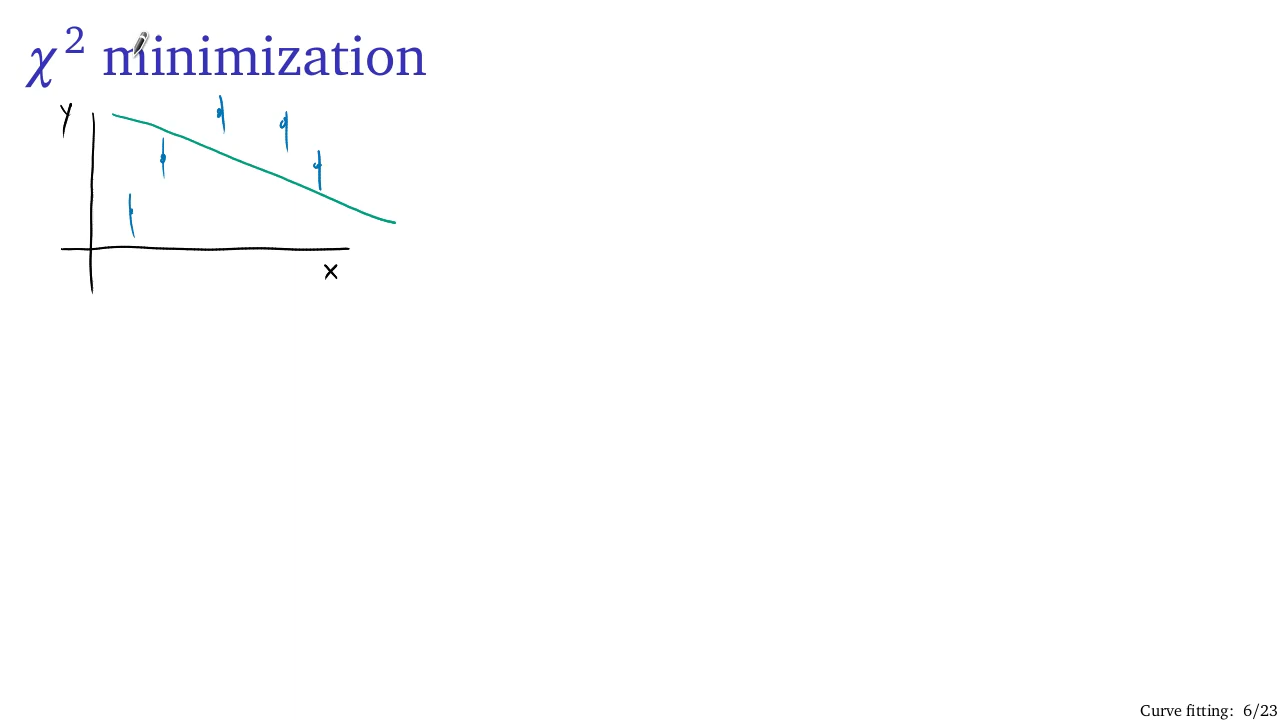 χ² minimization
y
x
Curve fitting: 6/23